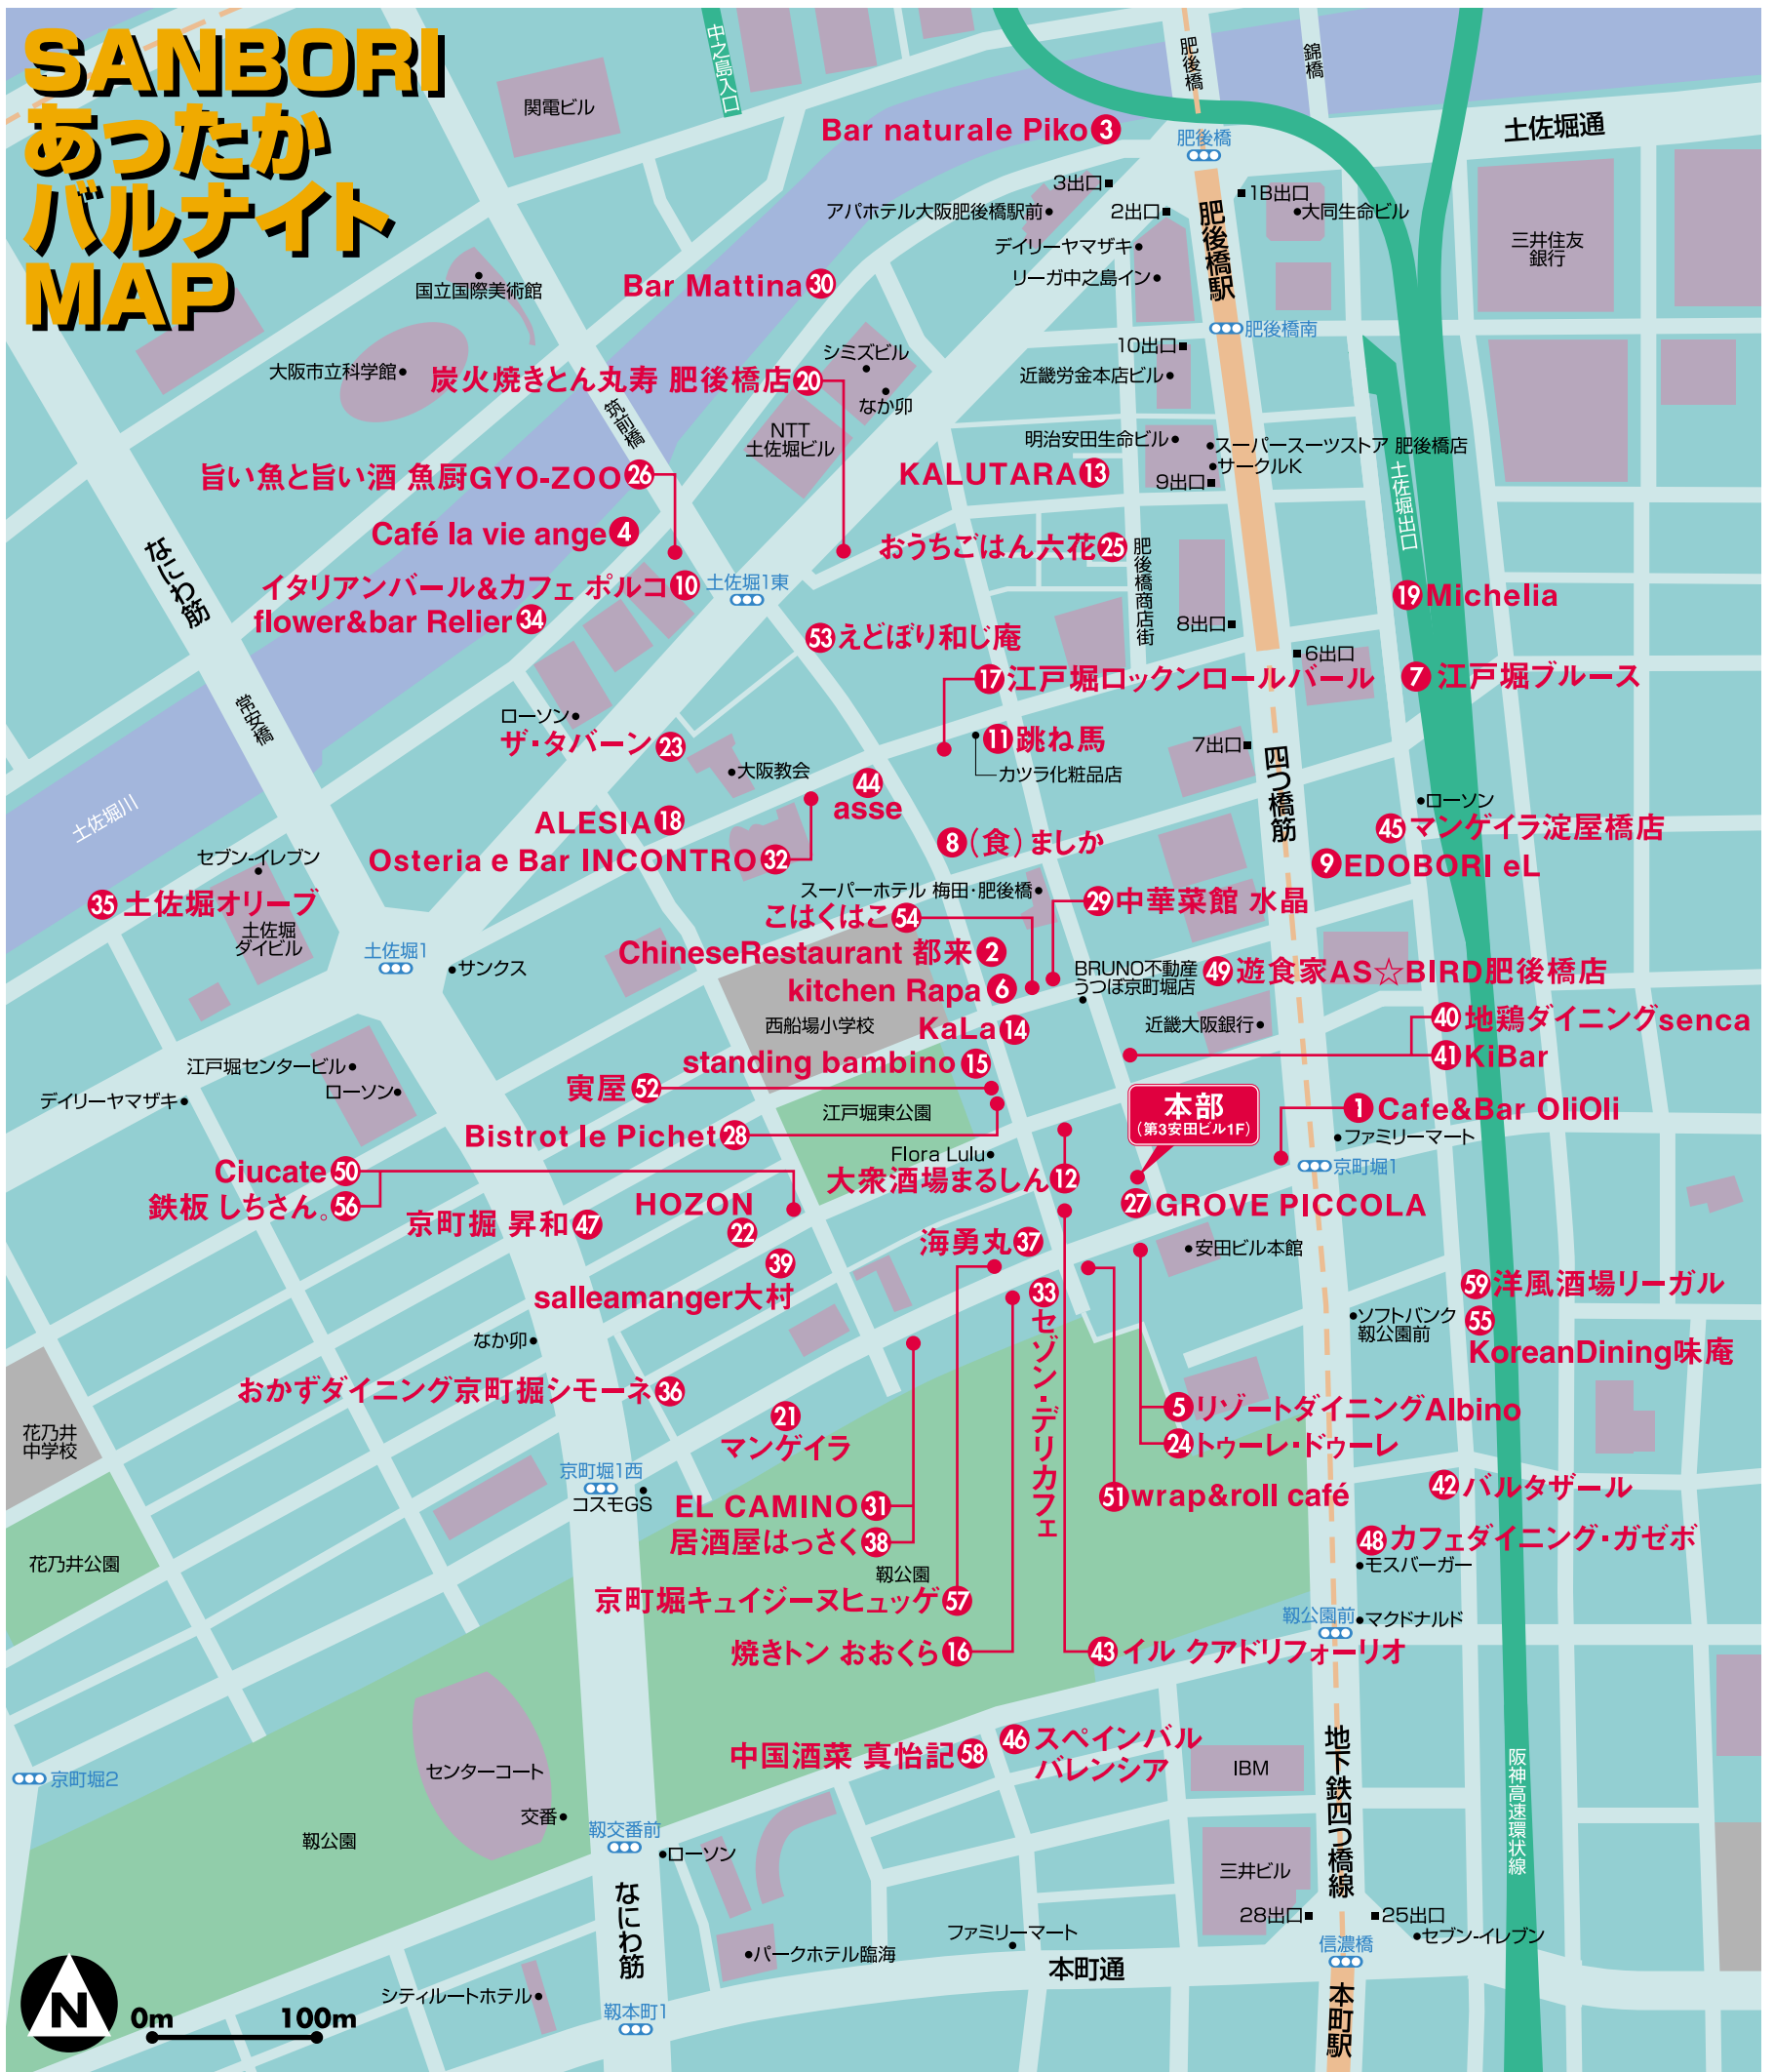 SANBORI
あったか
バルナイト
MAP
中之島入口
肥後橋
錦橋
関電ビル
土佐堀通
Bar naturale Piko 3
肥後橋
3出口
1B出口
アパホテル大阪肥後橋駅前
2出口
大同生命ビル
肥後橋駅
デイリーヤマザキ
三井住友
銀行
リーガ中之島イン
国立国際美術館
Bar Mattina 30
肥後橋南
シミズビル
10出口
大阪市立科学館
炭火焼きとん丸寿 肥後橋店 20
近畿労金本店ビル
なか卯
筑前橋
NTT
土佐堀ビル
明治安田生命ビル
スーパースーツストア 肥後橋店
サークルK
旨い魚と旨い酒 魚厨GYO-ZOO 26
KALUTARA 13
9出口
土佐堀出口
Café la vie ange 4
なにわ筋
おうちごはん六花 25
肥後橋商店街
イタリアンバール&カフェ ポルコ 10
土佐堀1東
19 Michelia
flower&bar Relier 34
53 えどぼり和じ庵
8出口
6出口
17 江戸堀ロックンロールバール
7 江戸堀ブルース
常安橋
ローソン
ザ・タバーン 23
11 跳ね馬
7出口
四つ橋筋
大阪教会
カツラ化粧品店
44
asse
土佐堀川
ローソン
ALESIA 18
45 マンゲイラ淀屋橋店
8 (食)ましか
セブン-イレブン
Osteria e Bar INCONTRO 32
9 EDOBORI eL
スーパーホテル 梅田・肥後橋
35 土佐堀オリーブ
29 中華菜館 水晶
こはくはこ 54
土佐堀
ダイビル
土佐堀1
サンクス
ChineseRestaurant 都来 2
BRUNO不動産
うつぼ京町堀店
49 遊食家AS☆BIRD肥後橋店
kitchen Rapa 6
西船場小学校
KaLa 14
近畿大阪銀行
40 地鶏ダイニングsenca
41 KiBar
江戸堀センタービル
standing bambino 15
ローソン
寅屋 52
デイリーヤマザキ
江戸堀東公園
本部
(第3安田ビル1F)
1 Cafe&Bar OliOli
ファミリーマート
Bistrot le Pichet 28
Flora Lulu
京町堀1
Ciucate 50
大衆酒場まるしん 12
鉄板 しちさん。 56
HOZON
22
27 GROVE PICCOLA
京町掘 昇和 47
海勇丸 37
安田ビル本館
39
salleamanger大村
33 セゾン・デリカフェ
59 洋風酒場リーガル
ソフトバンク
靱公園前
55
KoreanDining味庵
なか卯
おかずダイニング京町掘シモーネ 36
5 リゾートダイニングAlbino
21
マンゲイラ
花乃井
中学校
24 トゥーレ・ドゥーレ
京町堀1西
コスモGS
EL CAMINO 31
51 wrap&roll café
42 バルタザール
居酒屋はっさく 38
48 カフェダイニング・ガゼボ
モスバーガー
花乃井公園
靱公園
京町堀キュイジーヌヒュッゲ 57
靱公園前
マクドナルド
焼きトン おおくら 16
43 イル クアドリフォーリオ
中国酒菜 真怡記 58
46 スペインバル
バレンシア
地下鉄四つ橋線
阪神高速環状線
IBM
センターコート
京町堀2
交番
靱交番前
靱公園
ローソン
三井ビル
なにわ筋
28出口
25出口
ファミリーマート
セブン-イレブン
パークホテル臨海
信濃橋
本町通
シティルートホテル
靱本町1
本町駅
N
0m 100m